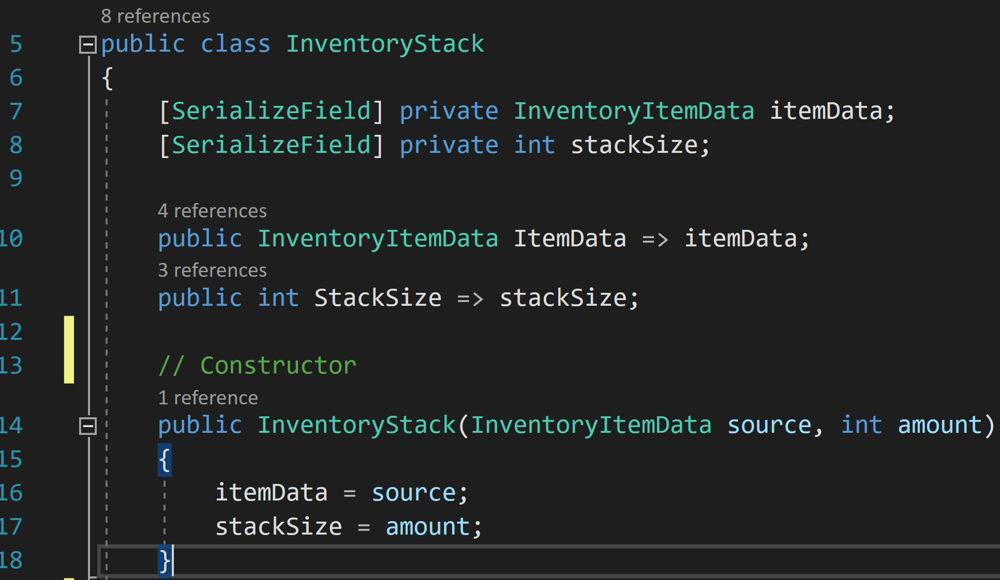 8 references
5 public class InventoryStack
6 {
7 [SerializeField] private InventoryItemData itemData;
8 [SerializeField] private int stackSize;
9
4 references
10 public InventoryItemData ItemData => itemData;
3 references
11 public int StackSize => stackSize;
12
13 // Constructor
1 reference
14 public InventoryStack(InventoryItemData source, int amount)
15 {
16 itemData = source;
17 stackSize = amount;
18 }